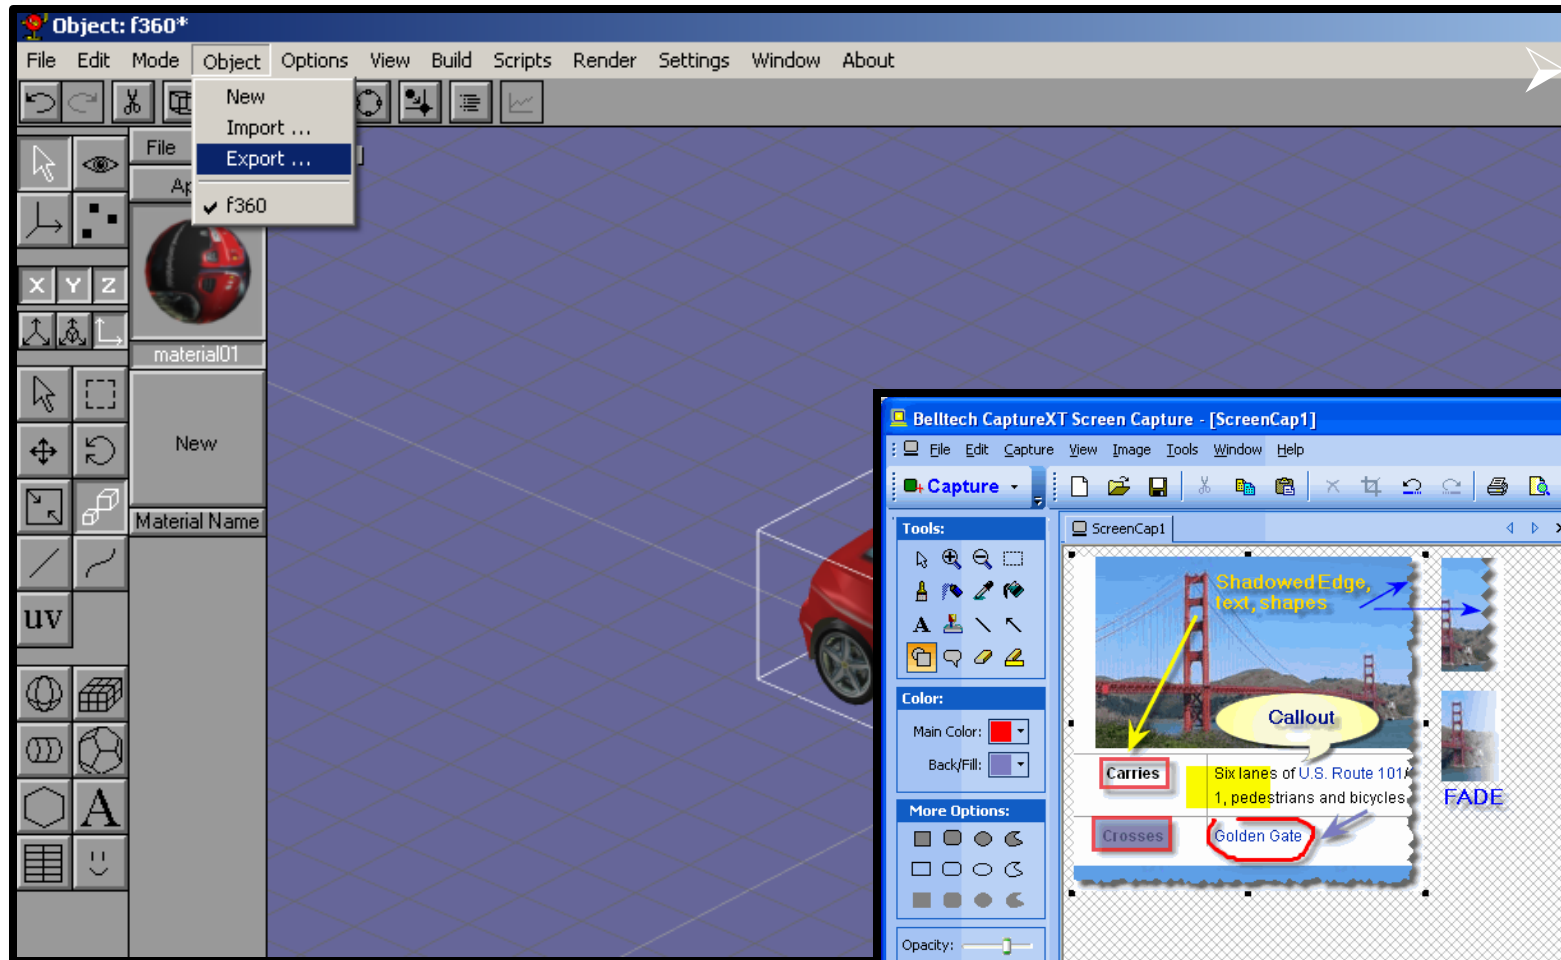 Object: f360*
File Edit Mode Object Options View Build Scripts Render Settings Window About
New
Import ...
Export ...
f360
File
X Y Z
material01
New
Material Name
uv
A
Belltech CaptureXT Screen Capture - [ScreenCap1]
File Edit Capture View Image Tools Window Help
Capture
Tools:
ScreenCap1
A
Color:
Main Color:
Back/Fill:
More Options:
Opacity:
Shadowed Edge,
text, shapes
Callout
Carries
Six lanes of U.S. Route 101/
1, pedestrians and bicycles
Crosses
Golden Gate
FADE